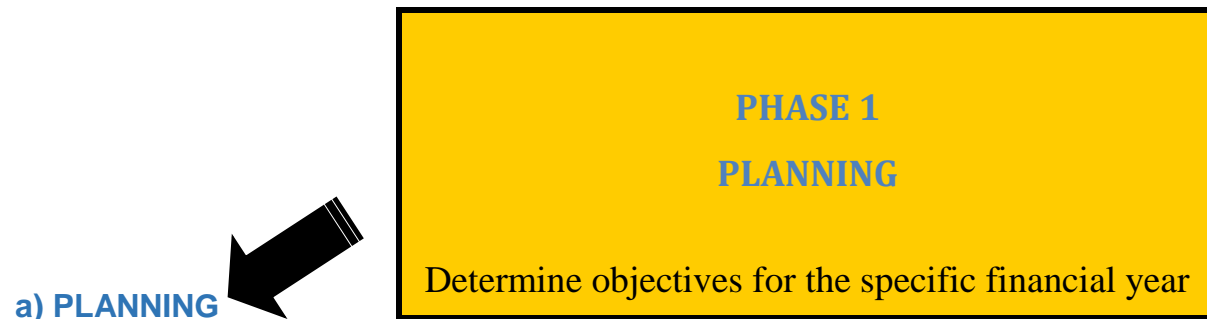 PHASE 1
PLANNING
Determine objectives for the specific financial year
a) PLANNING